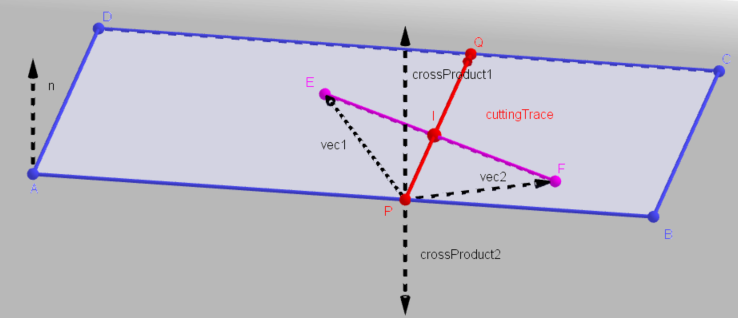 D
Q
C
crossProduct1
E
n
I
cuttingTrace
vec1
F
vec2
A
P
B
crossProduct2